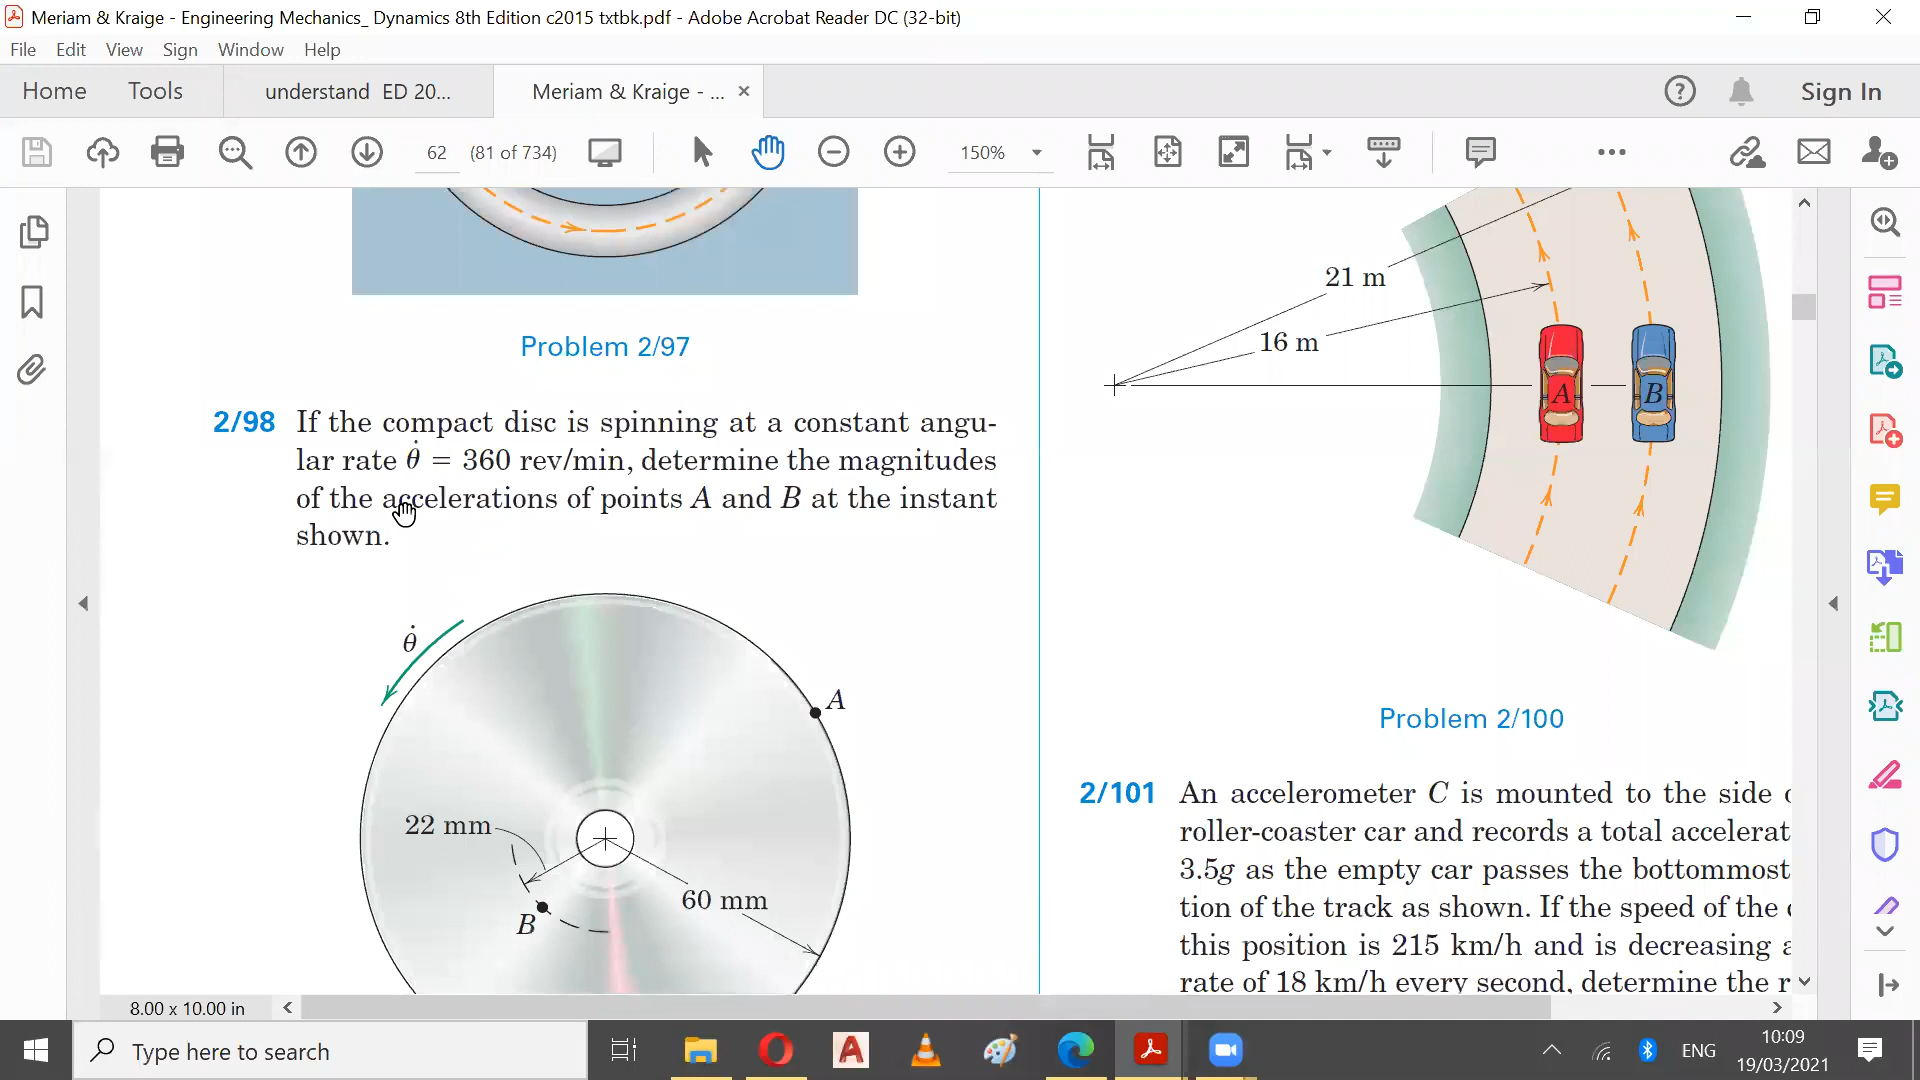 Meriam & Kraige - Engineering Mechanics_ Dynamics 8th Edition c2015 txtbk.pdf - Adobe Acrobat Reader DC (32-bit)
File Edit View Sign Window Help
Home Tools understand ED 20... Meriam & Kraige - ... × Sign In
62 (81 of 734) 150%
Problem 2/97
2/98 If the compact disc is spinning at a constant angu-
lar rate θ̇ = 360 rev/min, determine the magnitudes
of the accelerations of points A and B at the instant
shown.
θ̇
A
22 mm
60 mm
B
21 m
16 m
A
B
Problem 2/100
2/101 An accelerometer C is mounted to the side
roller-coaster car and records a total accelerat
3.5g as the empty car passes the bottommost
tion of the track as shown. If the speed of the
this position is 215 km/h and is decreasing a
rate of 18 km/h every second, determine the r
8.00 x 10.00 in
Type here to search
ENG
10:09
19/03/2021